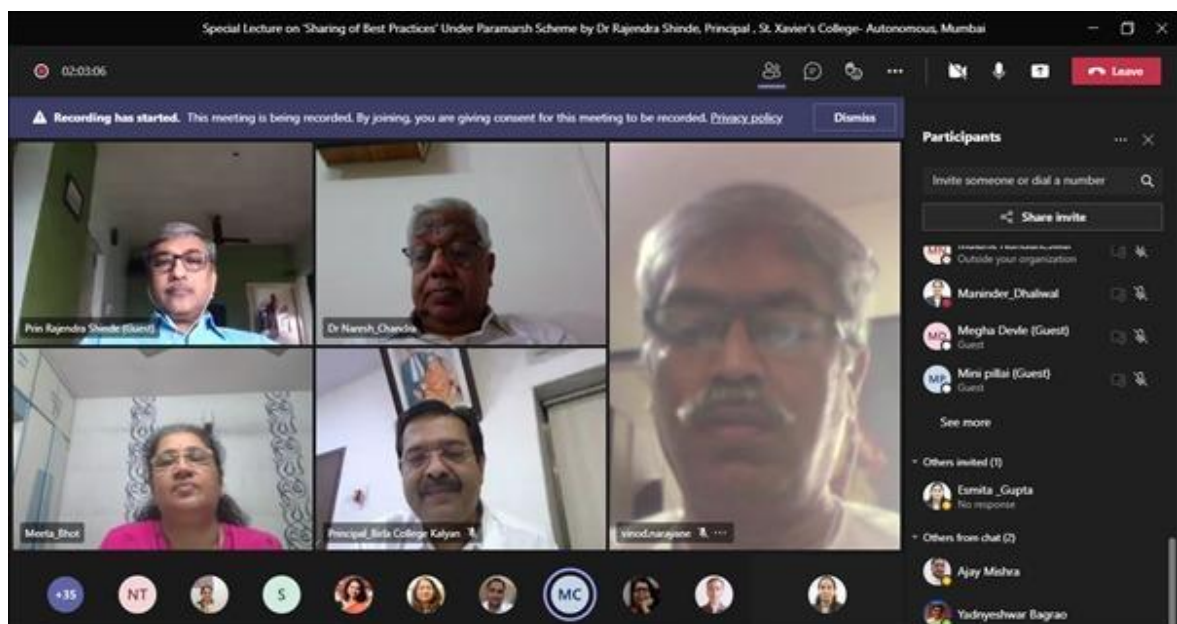 Special Lecture on 'Sharing of Best Practices' Under Paramarsh Scheme by Dr Rajendra Shinde, Principal , St. Xavier's College- Autonomous, Mumbai
02:03:06
Leave
Recording has started. This meeting is being recorded. By joining, you are giving consent for this meeting to be recorded. Privacy policy
Dismiss
Prin Rajendra Shinde (Guest)
Dr Naresh_Chandra
Meeta_Bhot
Principal_Birla College Kalyan
vinod.narayane
+35
NT
S
MC
Participants
Invite someone or dial a number
Share invite
MN
Outside your organization
Maninder_Dhaliwal
MD
Megha Devle (Guest)
Guest
MP
Mini pillai (Guest)
Guest
See more
Others invited (1)
Esmita _Gupta
No response
Others from chat (2)
Ajay Mishra
Yadnyeshwar Bagrao